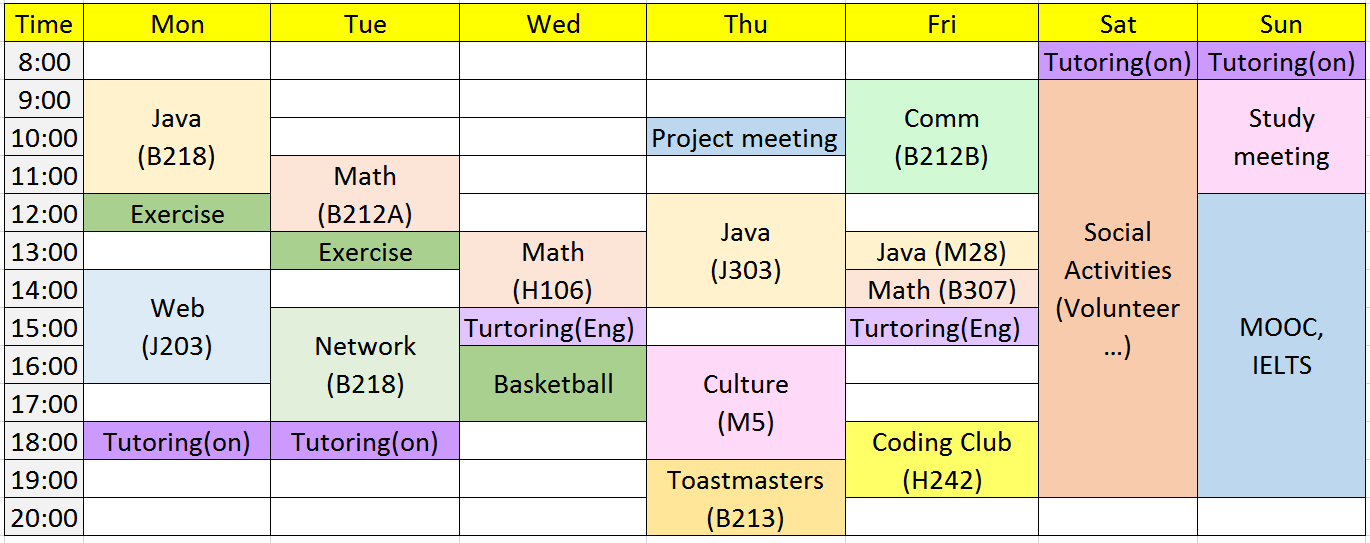 Time Mon Tue Wed Thu Fri Sat Sun
8:00 Tutoring(on) Tutoring(on)
9:00
Java
(B218)
Comm
(B212B)
Study
meeting
10:00 Project meeting
11:00
Math
(B212A)
12:00 Exercise
Java
(J303)
Social
Activities
(Volunteer
...)
MOOC,
IELTS
13:00 Exercise
Math
(H106)
Java (M28)
14:00
Web
(J203)
Math (B307)
15:00
Network
(B218)
Turtoring(Eng) Turtoring(Eng)
16:00
Basketball
Culture
(M5)
17:00
18:00 Tutoring(on) Tutoring(on)
Coding Club
(H242)
19:00
Toastmasters
(B213)
20:00